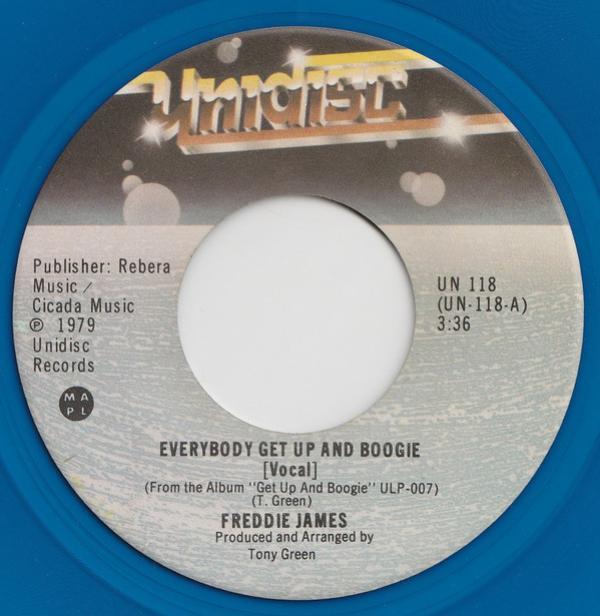 Unidisc
Publisher: Rebera
Music /
Cicada Music
℗ 1979
Unidisc
Records
MA
PL
UN 118
(UN-118-A)
3:36
EVERYBODY GET UP AND BOOGIE
[Vocal]
(From the Album "Get Up And Boogie" ULP-007)
(T. Green)
FREDDIE JAMES
Produced and Arranged by
Tony Green